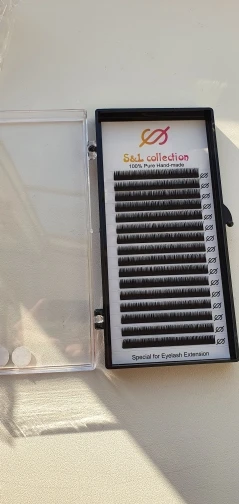 S&L collection
100% Pure Hand-made
Special for Eyelash Extension